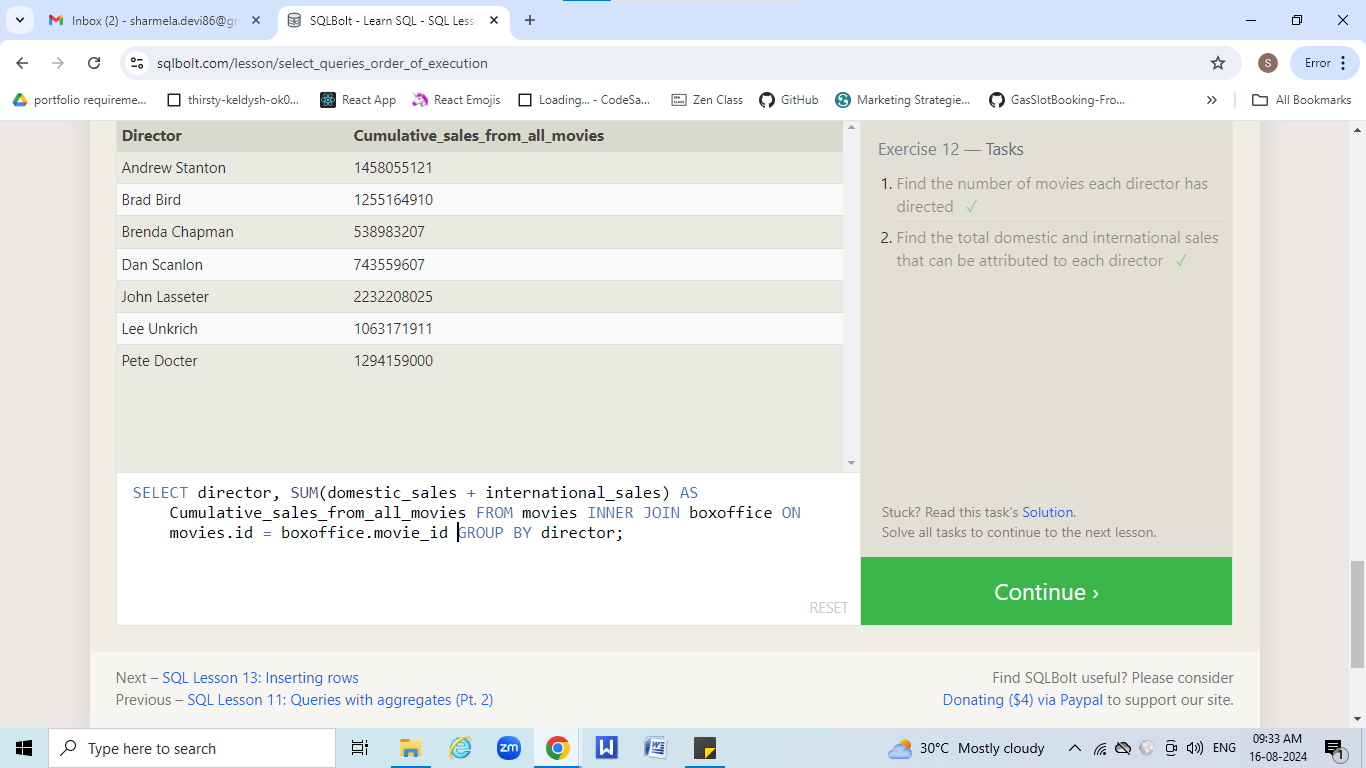 Inbox (2) - sharmela.devi86@gm
SQLBolt - Learn SQL - SQL Less
sqlbolt.com/lesson/select_queries_order_of_execution
S
Error
portfolio requireme...
thirsty-keldysh-ok0...
React App
React Emojis
Loading... - CodeSa...
Zen Class
GitHub
Marketing Strategie...
GasSlotBooking-Fro...
All Bookmarks
Director Cumulative_sales_from_all_movies
Andrew Stanton 1458055121
Brad Bird 1255164910
Brenda Chapman 538983207
Dan Scanlon 743559607
John Lasseter 2232208025
Lee Unkrich 1063171911
Pete Docter 1294159000
SELECT director, SUM(domestic_sales + international_sales) AS
Cumulative_sales_from_all_movies FROM movies INNER JOIN boxoffice ON
movies.id = boxoffice.movie_id GROUP BY director;
RESET
Exercise 12 — Tasks
1. Find the number of movies each director has
directed ✓
2. Find the total domestic and international sales
that can be attributed to each director ✓
Stuck? Read this task's Solution.
Solve all tasks to continue to the next lesson.
Continue ›
Next – SQL Lesson 13: Inserting rows
Previous – SQL Lesson 11: Queries with aggregates (Pt. 2)
Find SQLBolt useful? Please consider
Donating ($4) via Paypal to support our site.
Type here to search
zm
W
W
30°C Mostly cloudy
ENG
09:33 AM
16-08-2024
1